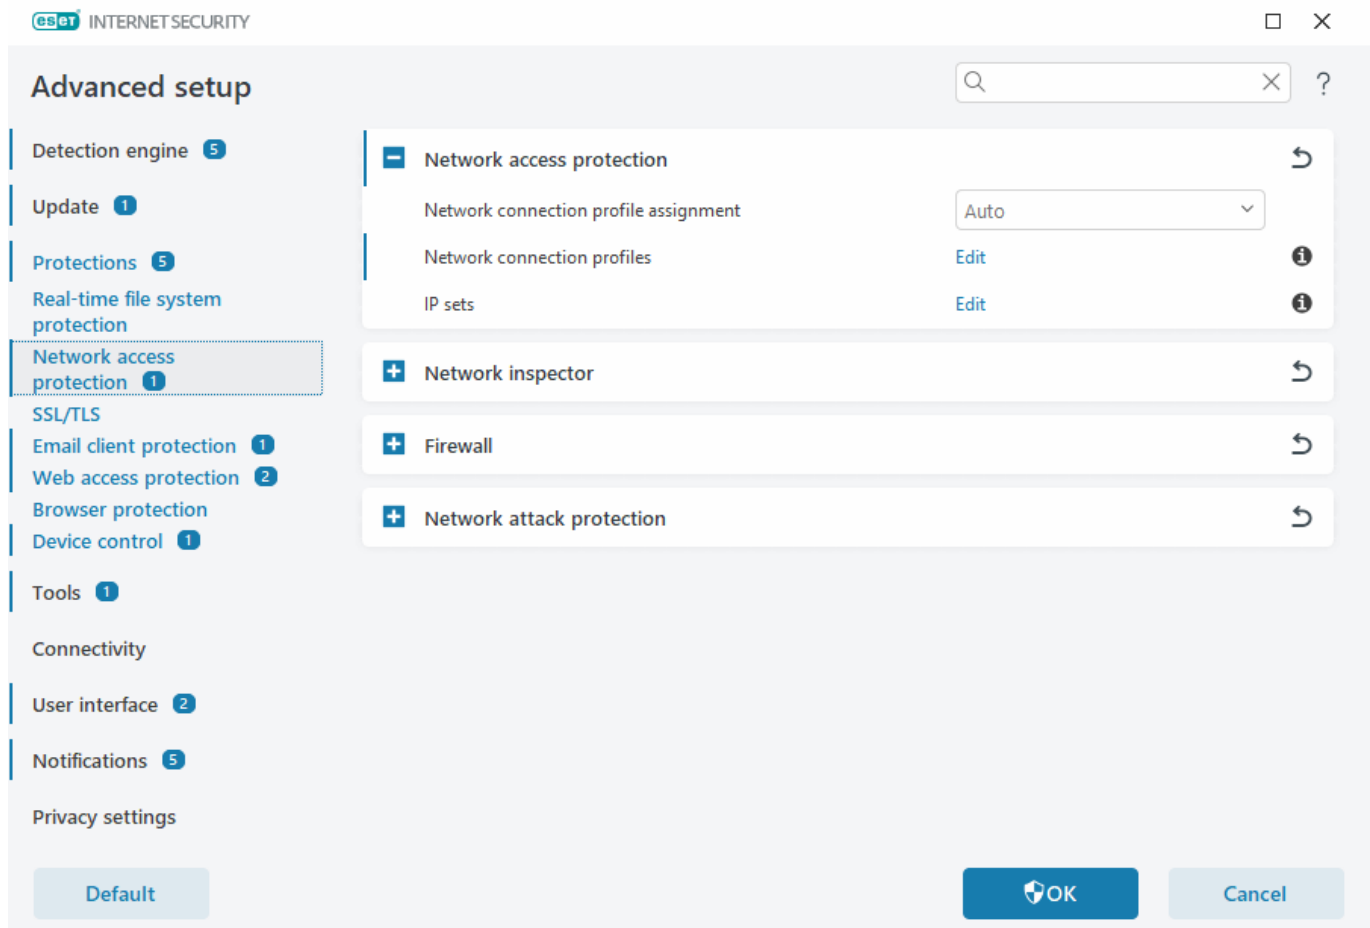 eset INTERNET SECURITY
Advanced setup
?
Detection engine 5
Update 1
Protections 5
Real-time file system
protection
Network access
protection 1
SSL/TLS
Email client protection 1
Web access protection 2
Browser protection
Device control 1
Tools 1
Connectivity
User interface 2
Notifications 5
Privacy settings
Network access protection
Network connection profile assignment Auto
Network connection profiles Edit
IP sets Edit
Network inspector
Firewall
Network attack protection
Default
OK
Cancel